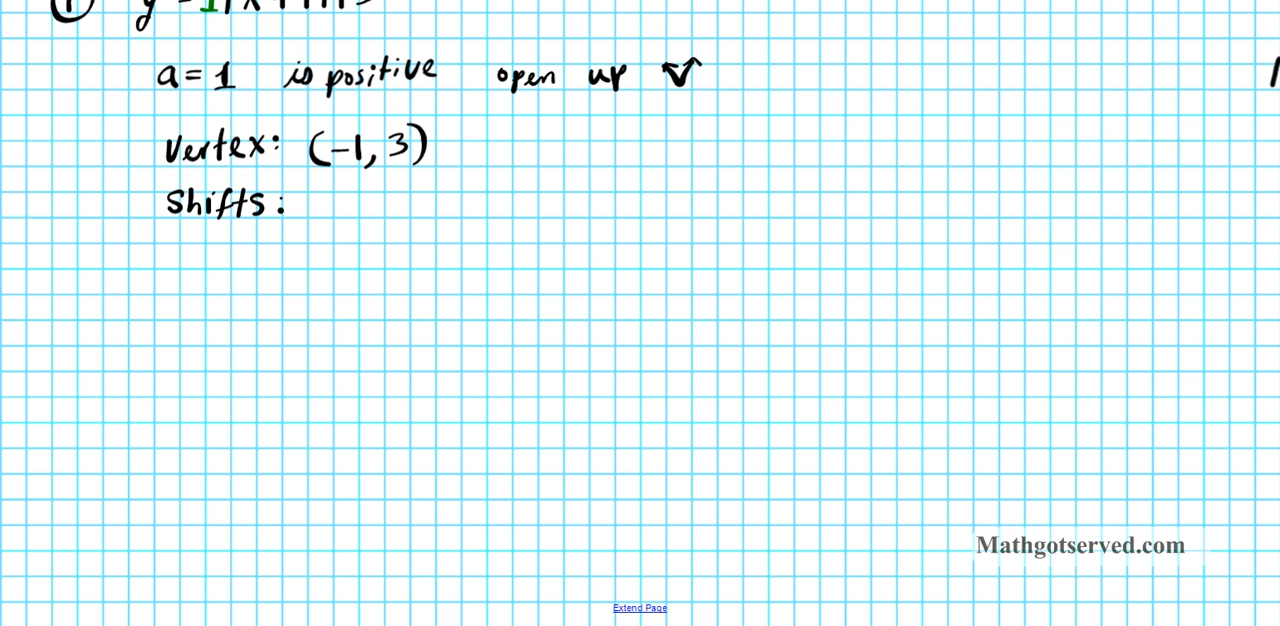 a = 1 is positive open up
Vertex: (-1, 3)
Shifts:
Mathgotserved.com
Extend Page